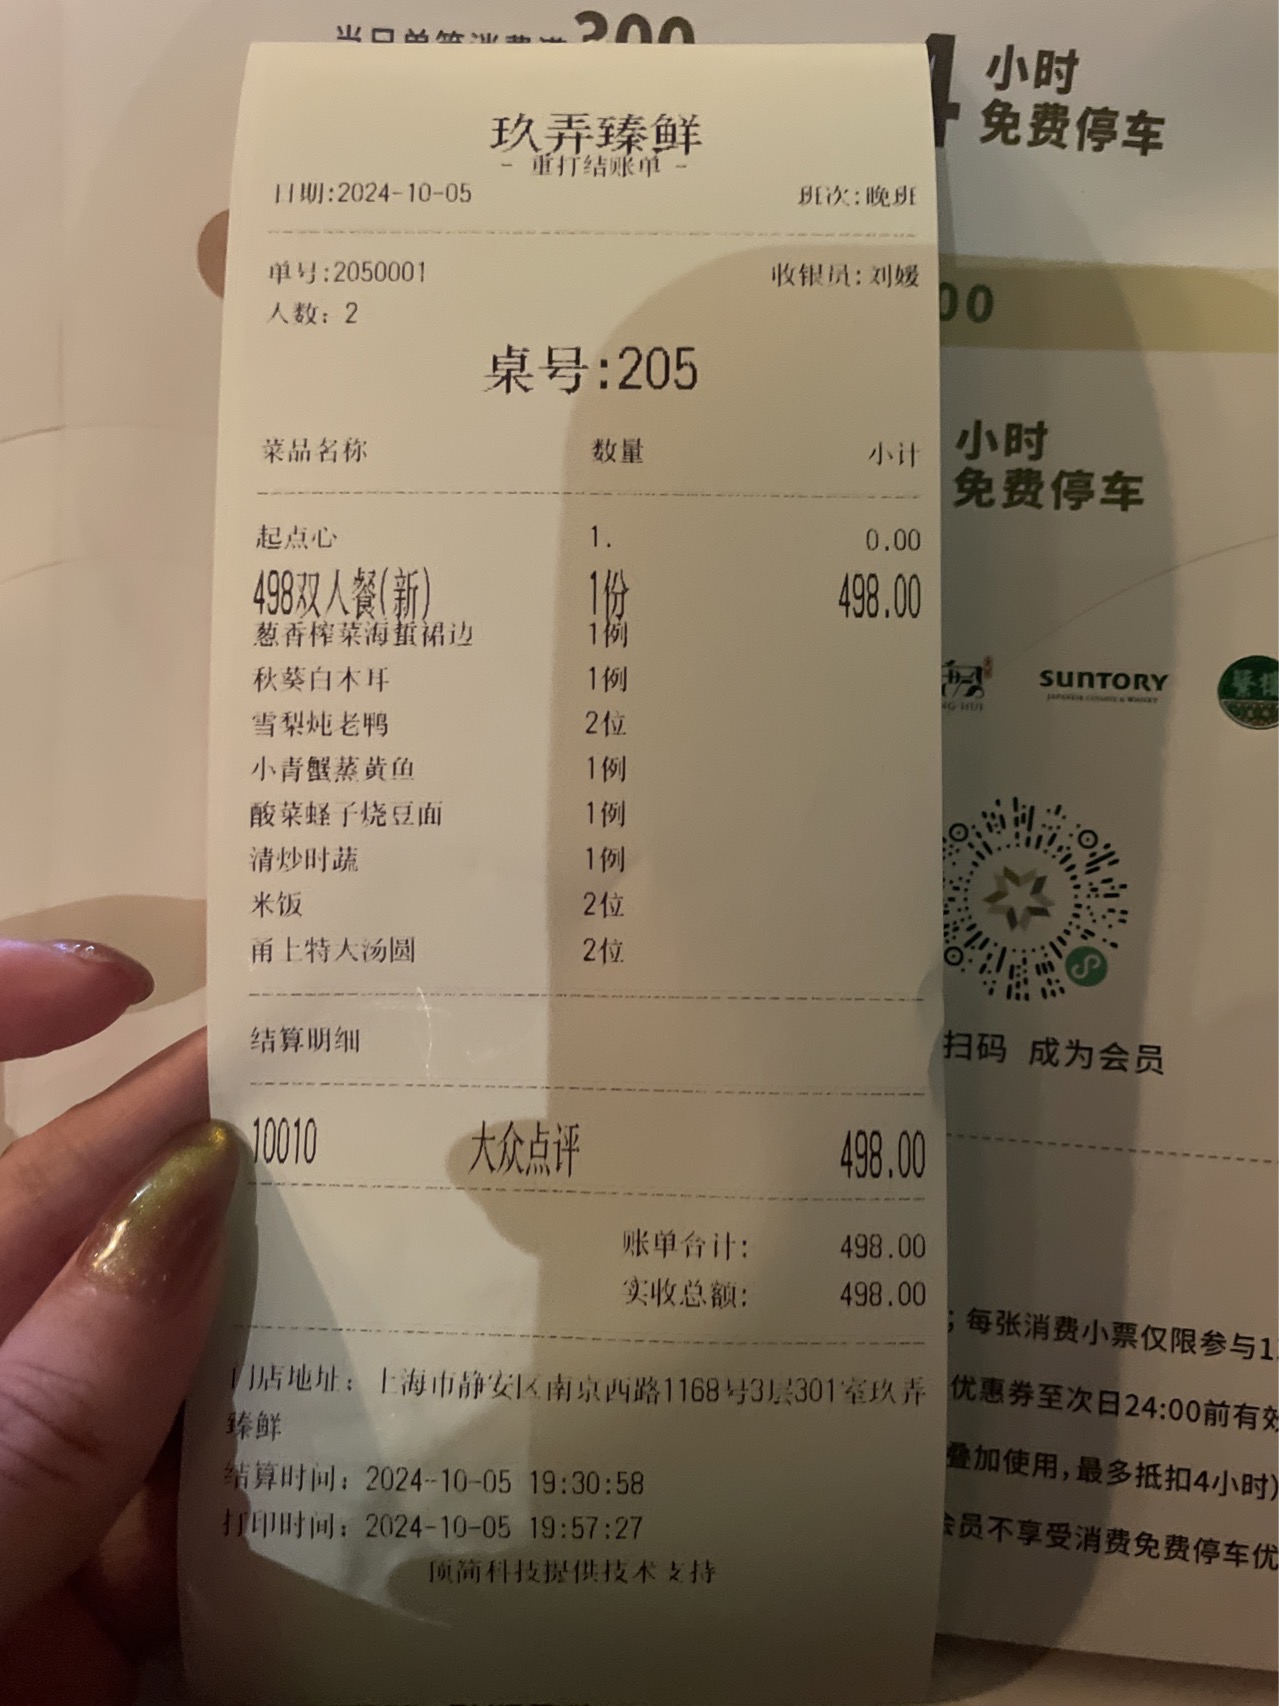 当日单笔消费满300
4小时
免费停车
玖弄臻鲜
- 重打结账单 -
日期:2024-10-05 班次:晚班
单号:2050001 收银员:刘媛
人数: 2
00
桌号:205
菜品名称 数量 小计
小时
免费停车
起点心 1. 0.00
498双人餐(新) 1份 498.00
葱香榨菜海蜇裙边 1例
秋葵白木耳 1例
SUNTORY
雪梨炖老鸭 2位
小青蟹蒸黄鱼 1例
酸菜蛏子烧豆面 1例
清炒时蔬 1例
米饭 2位
甬上特大汤圆 2位
结算明细
扫码 成为会员
10010 大众点评 498.00
账单合计: 498.00
实收总额: 498.00
; 每张消费小票仅限参与1
门店地址: 上海市静安区南京西路1168号3层301室玖弄
臻鲜
优惠券至次日24:00前有效
结算时间: 2024-10-05 19:30:58
叠加使用,最多抵扣4小时)
打印时间: 2024-10-05 19:57:27
会员不享受消费免费停车优
顶简科技提供技术支持